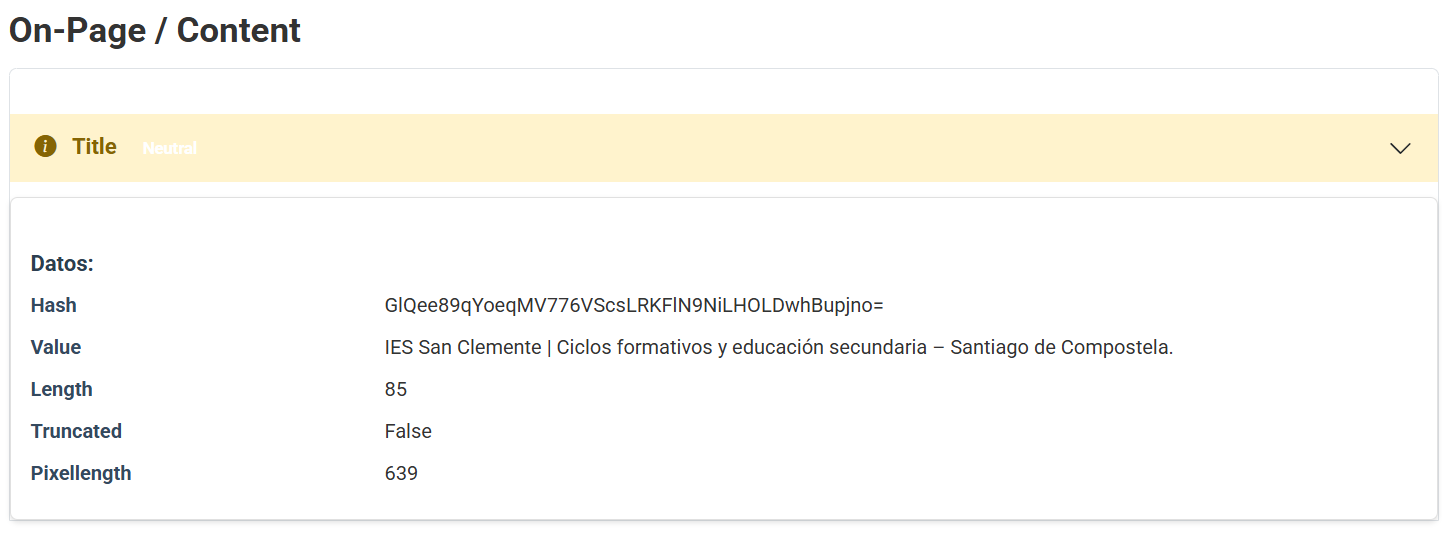 On-Page / Content
Title Neutral
Datos:
Hash GlQee89qYoeqMV776VScsLRKFlN9NiLHOLDwhBupjno=
Value IES San Clemente | Ciclos formativos y educación secundaria – Santiago de Compostela.
Length 85
Truncated False
Pixellength 639